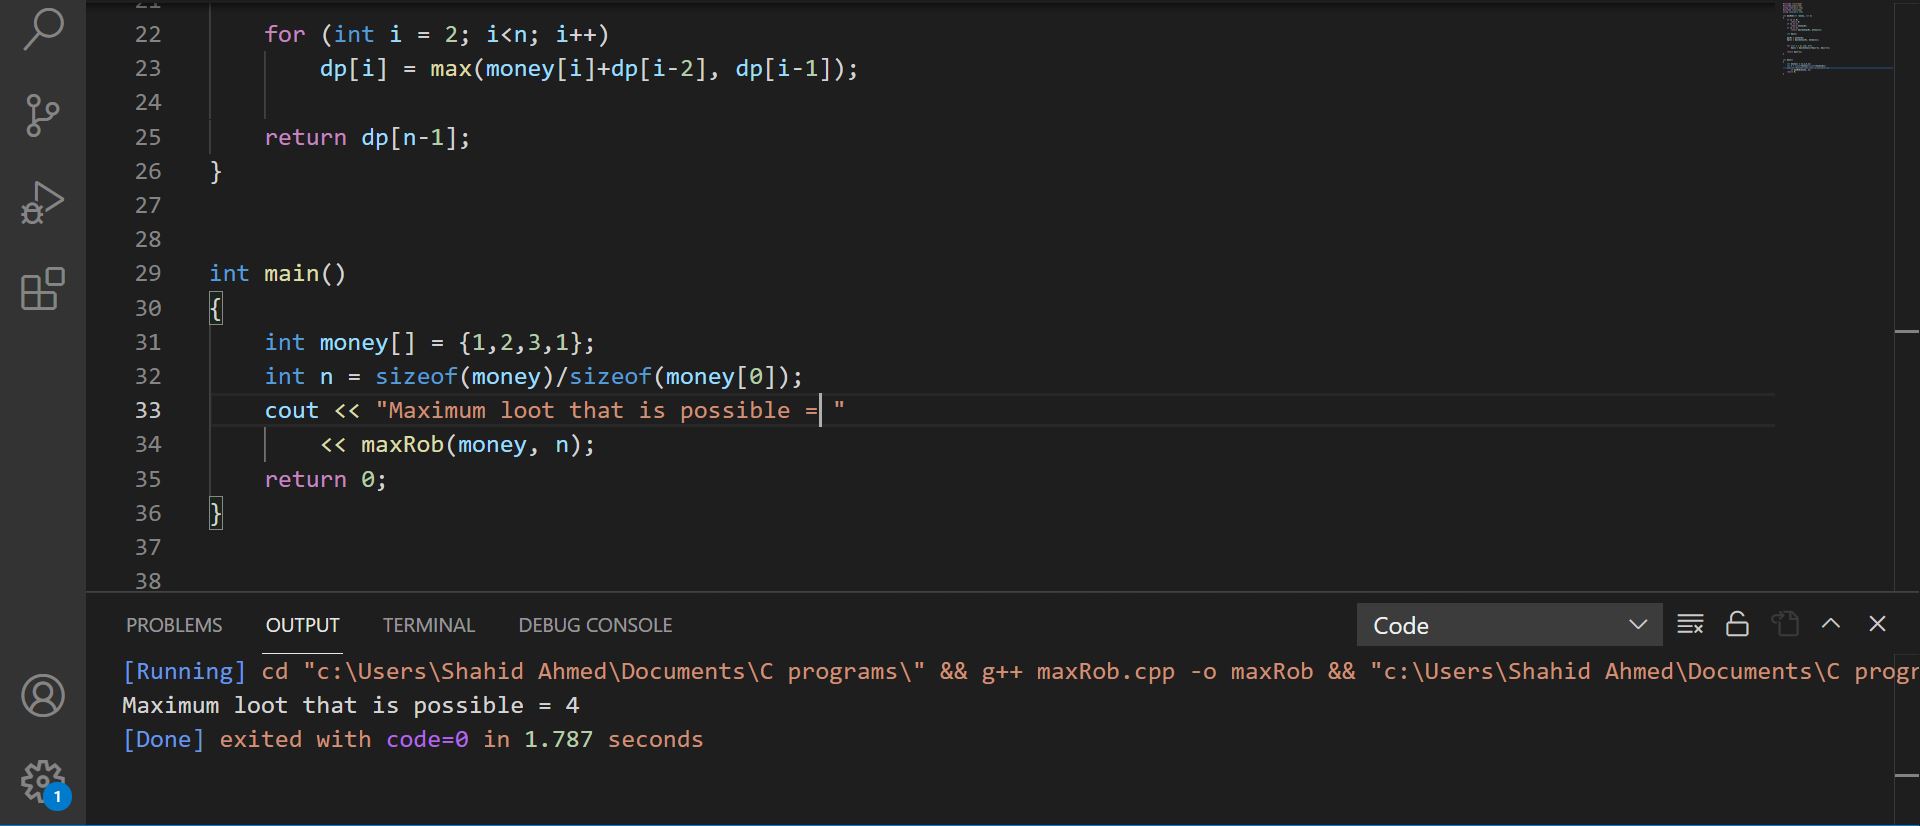 21
22 for (int i = 2; i<n; i++)
23 dp[i] = max(money[i]+dp[i-2], dp[i-1]);
24
25 return dp[n-1];
26 }
27
28
29 int main()
30 {
31 int money[] = {1,2,3,1};
32 int n = sizeof(money)/sizeof(money[0]);
33 cout << "Maximum loot that is possible = "
34 << maxRob(money, n);
35 return 0;
36 }
37
38
PROBLEMS OUTPUT TERMINAL DEBUG CONSOLE Code
[Running] cd "c:\Users\Shahid Ahmed\Documents\C programs\" && g++ maxRob.cpp -o maxRob && "c:\Users\Shahid Ahmed\Documents\C progr
Maximum loot that is possible = 4
[Done] exited with code=0 in 1.787 seconds
1